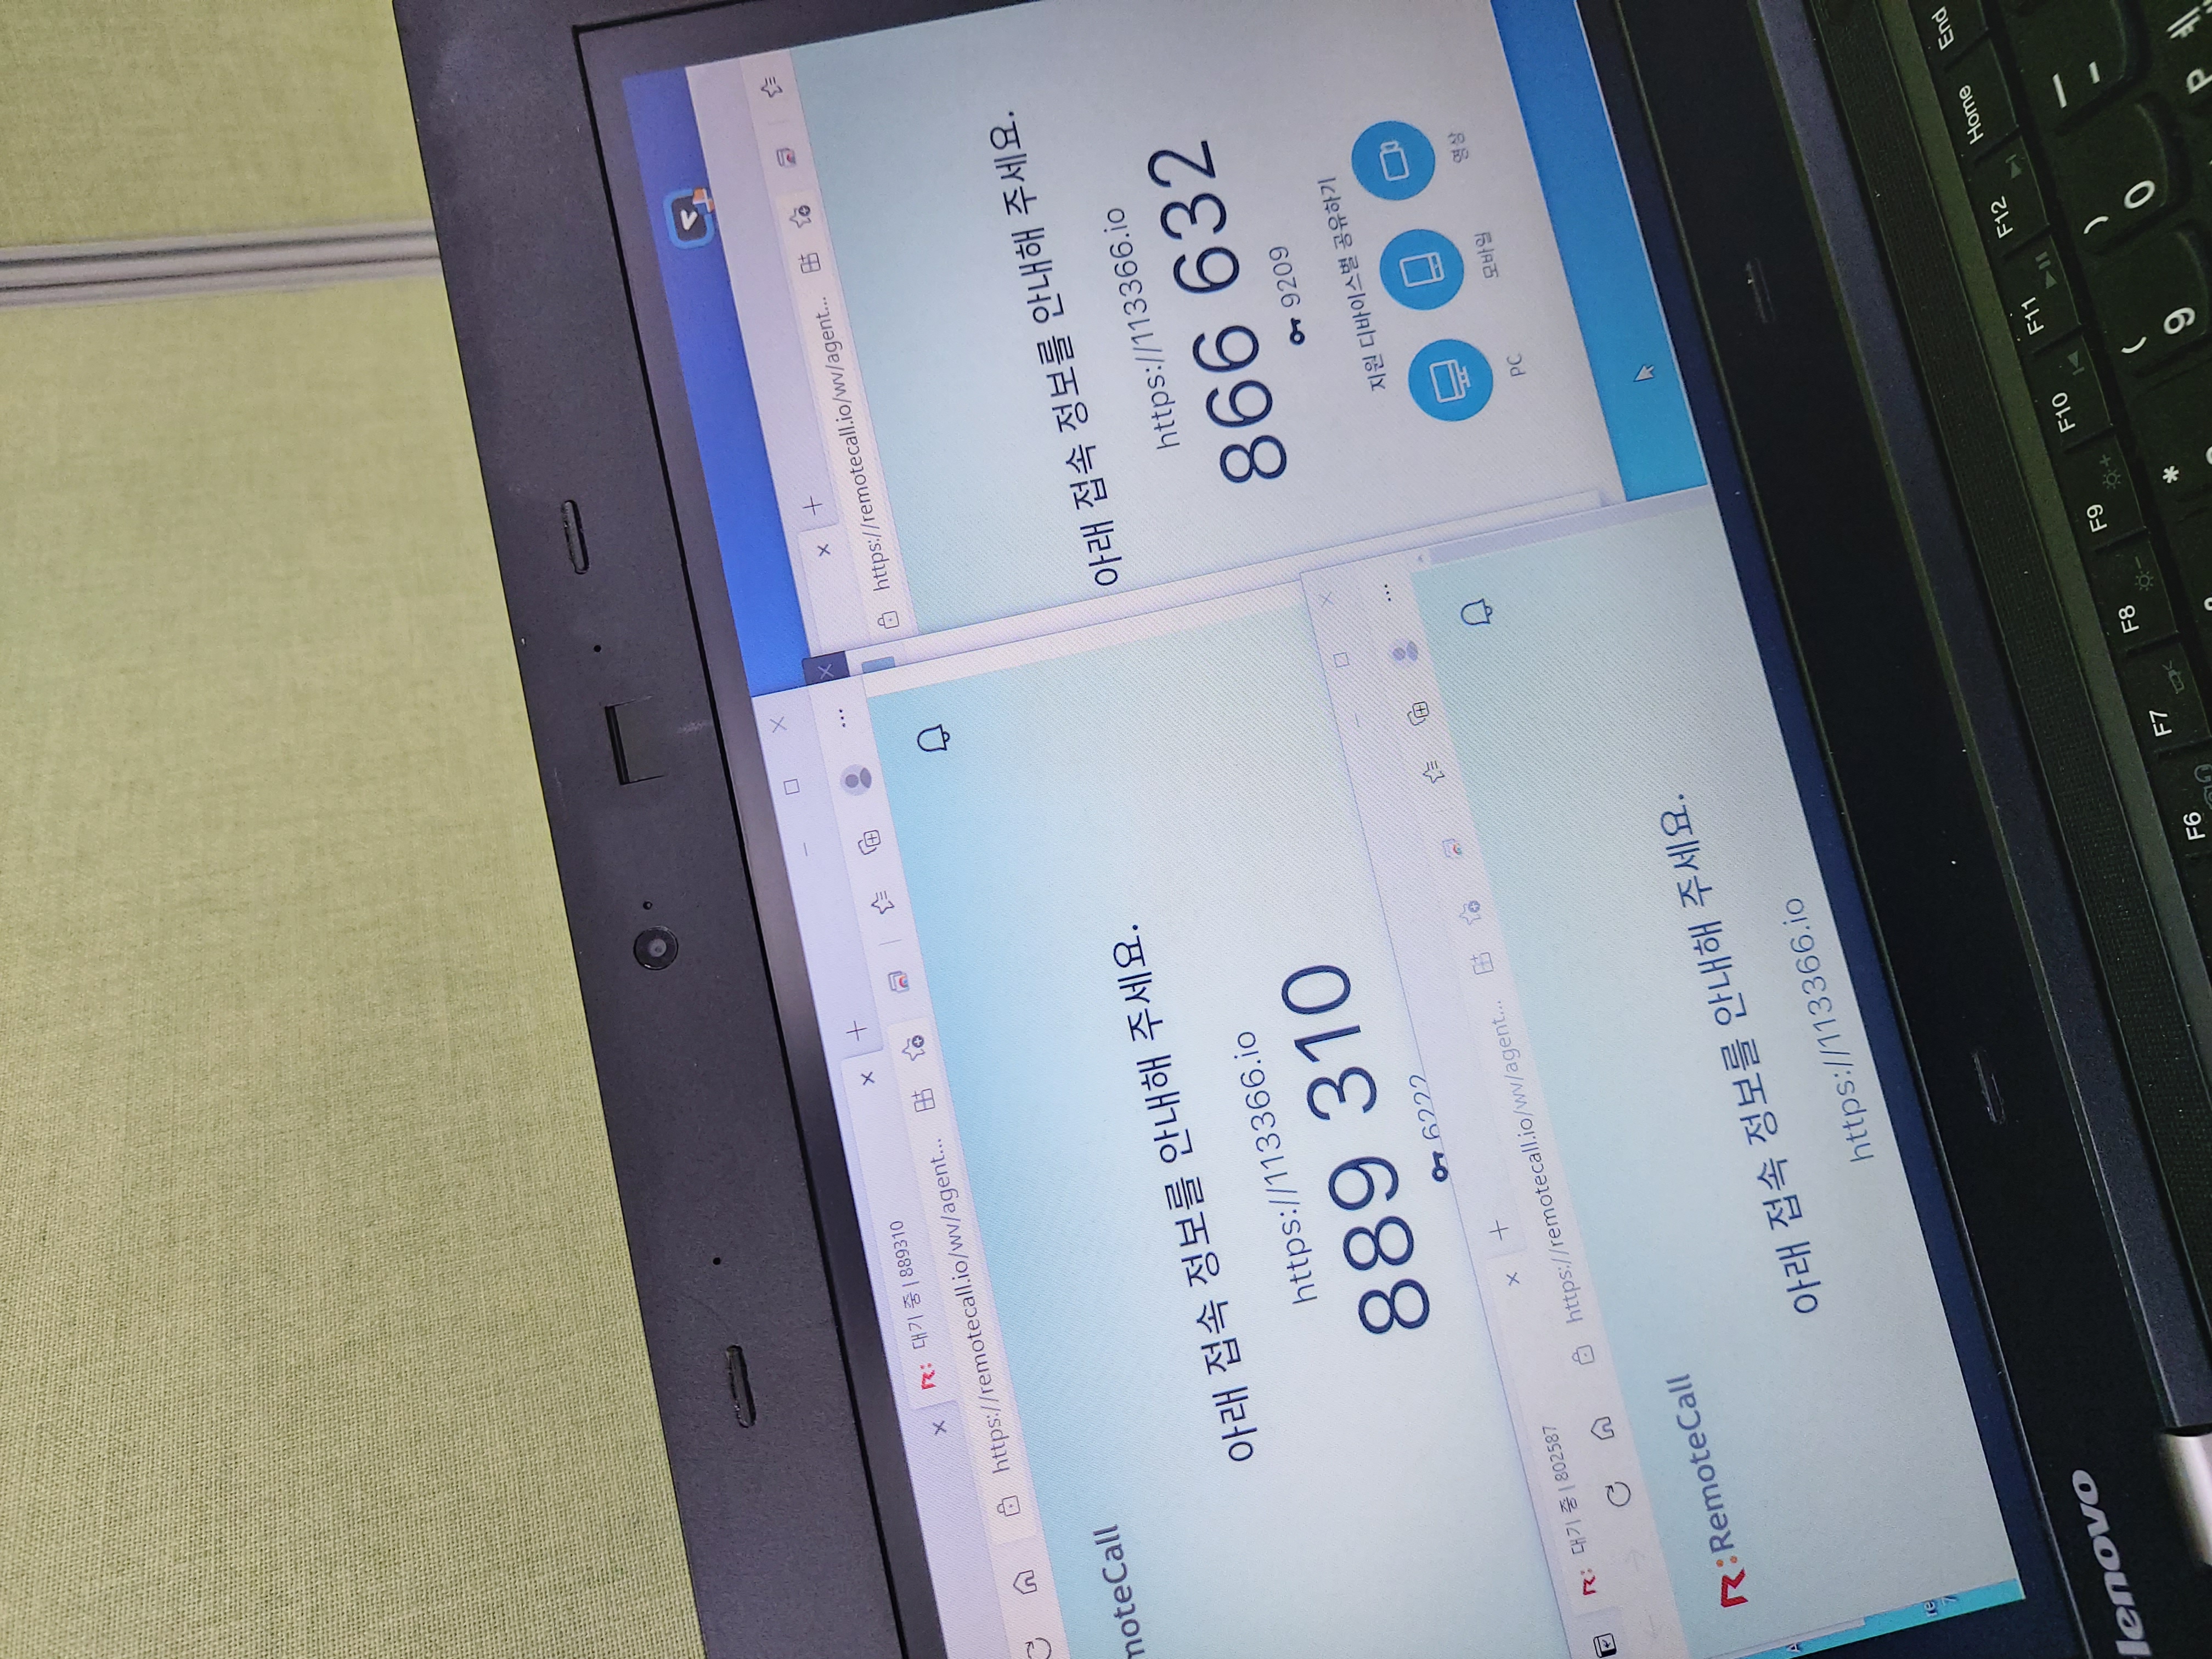 대기 중 | 889310
https://remotecall.io/wv/agent...
moteCall
아래 접속 정보를 안내해 주세요.
https://113366.io
889 310
6222
https://remotecall.io/wv/agent...
아래 접속 정보를 안내해 주세요.
https://113366.io
866 632
9209
지원 디바이스별 공유하기
PC
모바일
영상
대기 중 | 802587
https://remotecall.io/wv/agent...
R:RemoteCall
아래 접속 정보를 안내해 주세요.
https://113366.io
re
7
lenovo
F6 F7 F8 F9 F10 F11 F12 Home End
* ( 9 ) 0 — -